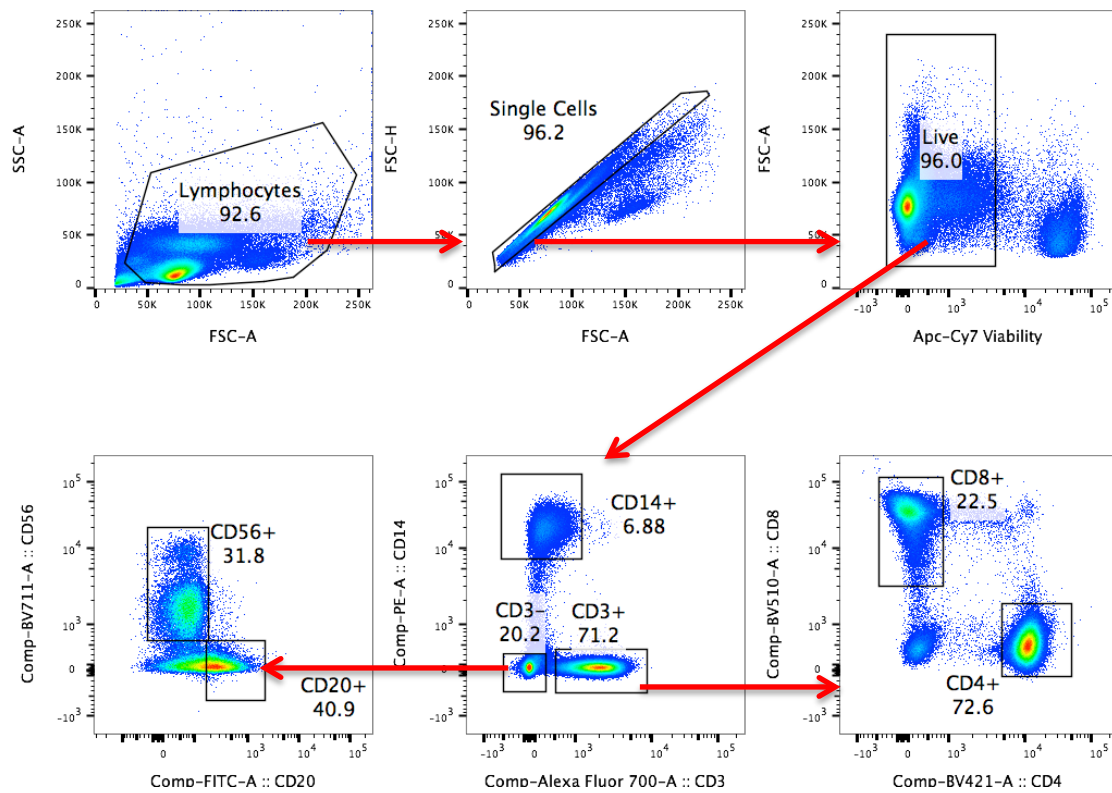 250K
200K
150K
100K
50K
0
SSC-A
Lymphocytes
92.6
0 50K 100K 150K 200K 250K
FSC-A
250K
200K
150K
100K
50K
0
FSC-H
Single Cells
96.2
0 50K 100K 150K 200K 250K
FSC-A
250K
200K
150K
100K
50K
0
FSC-A
Live
96.0
-10³ 0 10³ 10⁴ 10⁵
Apc-Cy7 Viability
10⁵
10⁴
10³
0
-10³
Comp-BV711-A :: CD56
CD56+
31.8
CD20+
40.9
0 10³ 10⁴ 10⁵
Comp-FITC-A :: CD20
10⁵
10⁴
10³
0
-10³
Comp-PE-A :: CD14
CD14+
6.88
CD3-
20.2
CD3+
71.2
0 10³ 10⁴ 10⁵
Comp-Alexa Fluor 700-A :: CD3
10⁵
10⁴
10³
0
-10³
Comp-BV510-A :: CD8
CD8+
22.5
CD4+
72.6
-10³ 0 10³ 10⁴ 10⁵
Comp-BV421-A :: CD4